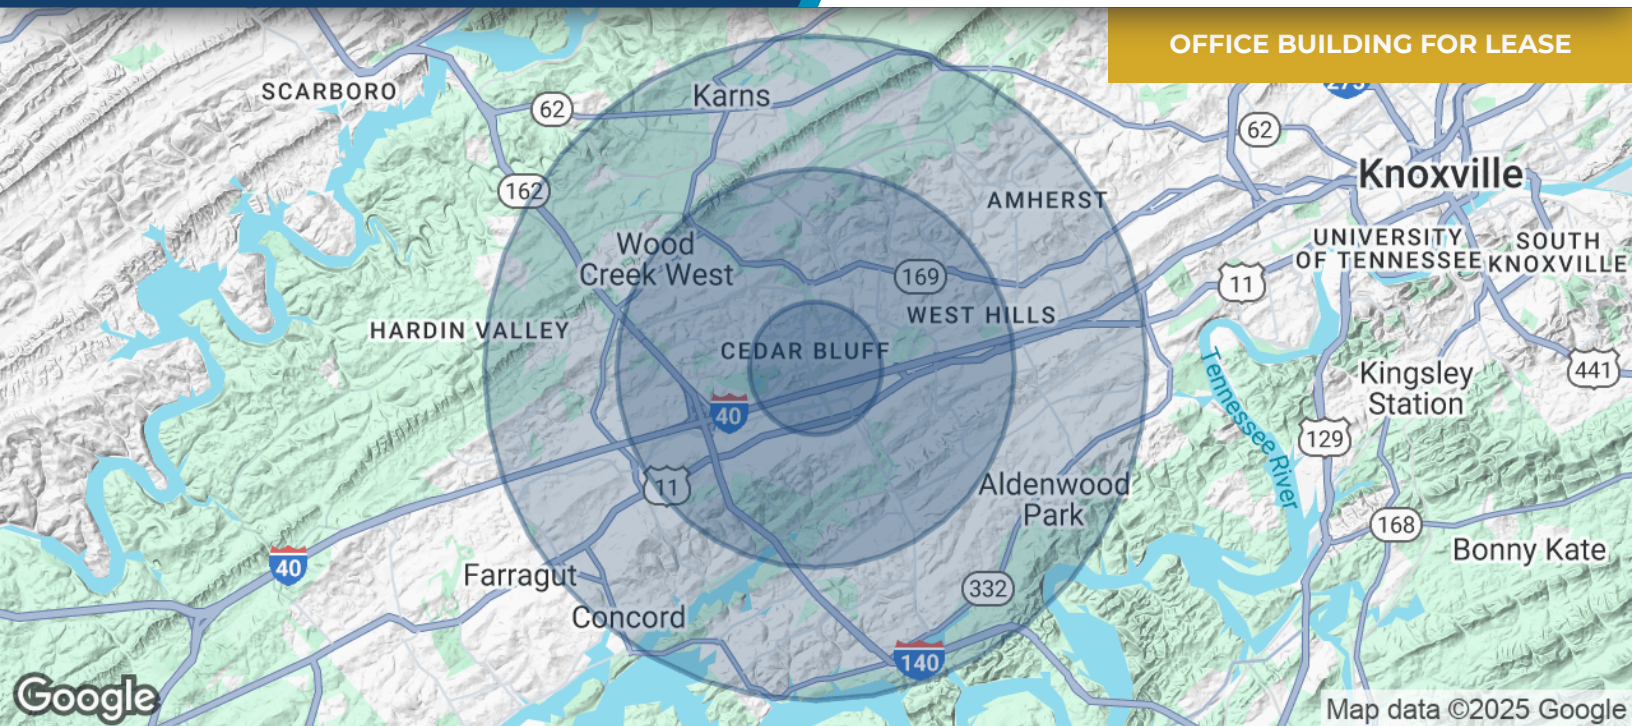 OFFICE BUILDING FOR LEASE
SCARBORO
Karns
62
62
162
Knoxville
AMHERST
Wood
Creek West
169
UNIVERSITY
OF TENNESSEE
SOUTH
KNOXVILLE
11
HARDIN VALLEY
WEST HILLS
CEDAR BLUFF
40
441
Kingsley
Station
Tennessee River
129
11
Aldenwood
Park
168
Bonny Kate
40
Farragut
332
Concord
140
Google
Map data ©2025 Google